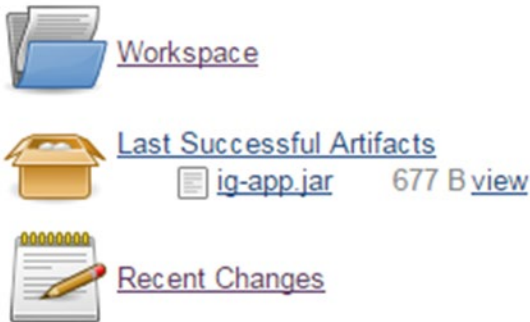 Workspace
Last Successful Artifacts
ig-app.jar 677 B view
Recent Changes